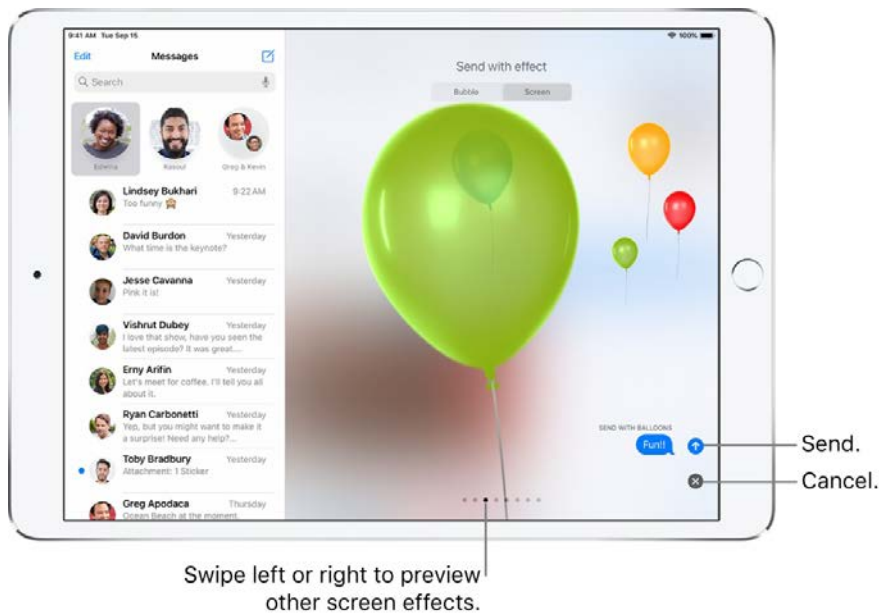 9:41 AM Tue Sep 15
100%
Edit Messages
Search
Edwina Rasoul Greg & Kevin
Lindsey Bukhari 9:22 AM
Too funny 🙈
David Burdon Yesterday
What time is the keynote?
Jesse Cavanna Yesterday
Pink it is!
Vishrut Dubey Yesterday
I love that show, have you seen the
latest episode? It was great....
Erny Arifin Yesterday
Let's meet for coffee. I'll tell you all
about it.
Ryan Carbonetti Yesterday
Yep, but you might want to make it
a surprise! Need any help?...
Toby Bradbury Yesterday
Attachment: 1 Sticker
Greg Apodaca Thursday
Ocean Beach at the moment.
Send with effect
Bubble Screen
SEND WITH BALLOONS
Fun!!
Send.
Cancel.
Swipe left or right to preview
other screen effects.